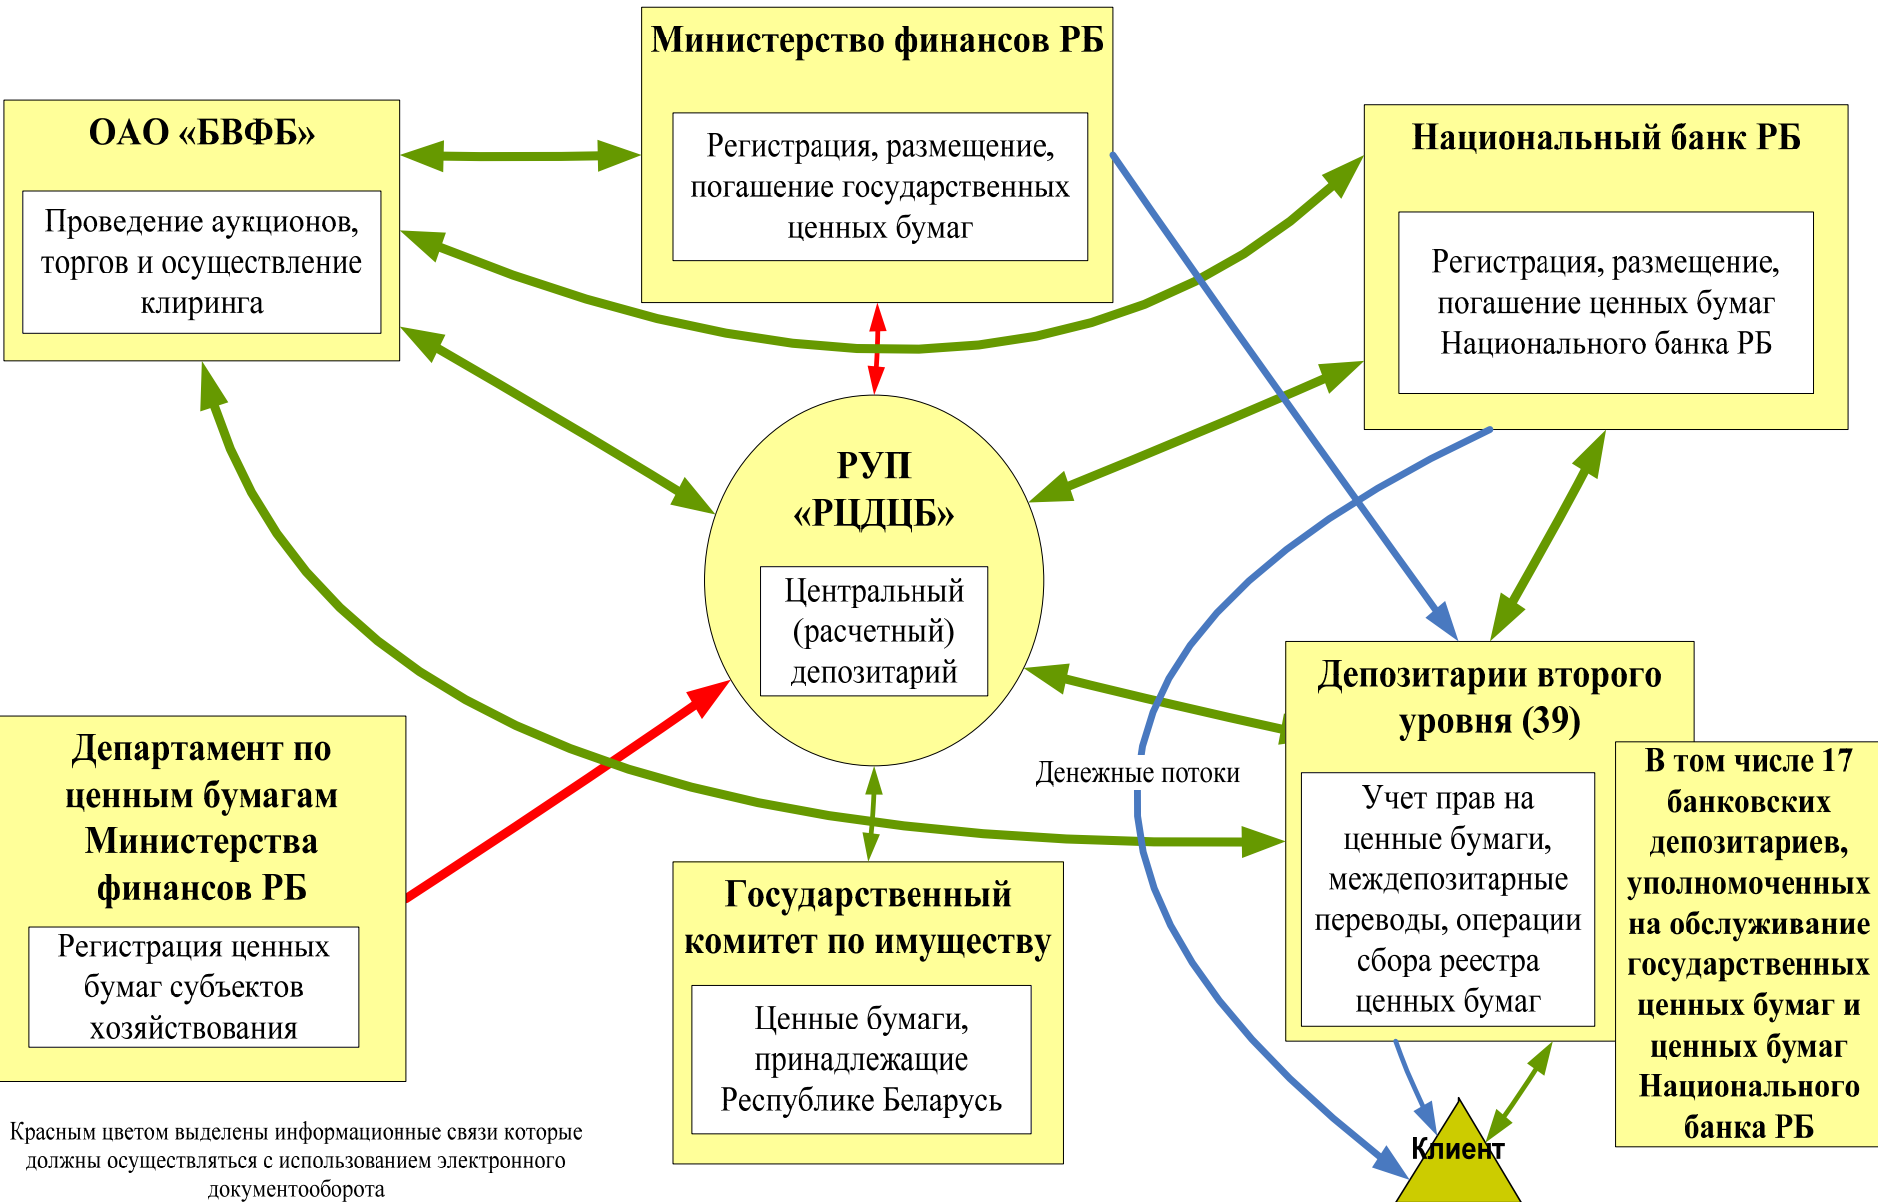 Министерство финансов РБ
Регистрация, размещение,
погашение государственных
ценных бумаг
ОАО «БВФБ»
Проведение аукционов,
торгов и осуществление
клиринга
Национальный банк РБ
Регистрация, размещение,
погашение ценных бумаг
Национального банка РБ
РУП
«РЦДЦБ»
Центральный
(расчетный)
депозитарий
Депозитарии второго
уровня (39)
Учет прав на
ценные бумаги,
междепозитарные
переводы, операции
сбора реестра
ценных бумаг
В том числе 17
банковских
депозитариев,
уполномоченных
на обслуживание
государственных
ценных бумаг и
ценных бумаг
Национального
банка РБ
Денежные потоки
Департамент по
ценным бумагам
Министерства
финансов РБ
Регистрация ценных
бумаг субъектов
хозяйствования
Государственный
комитет по имуществу
Ценные бумаги,
принадлежащие
Республике Беларусь
Клиент
Красным цветом выделены информационные связи которые
должны осуществляться с использованием электронного
документооборота